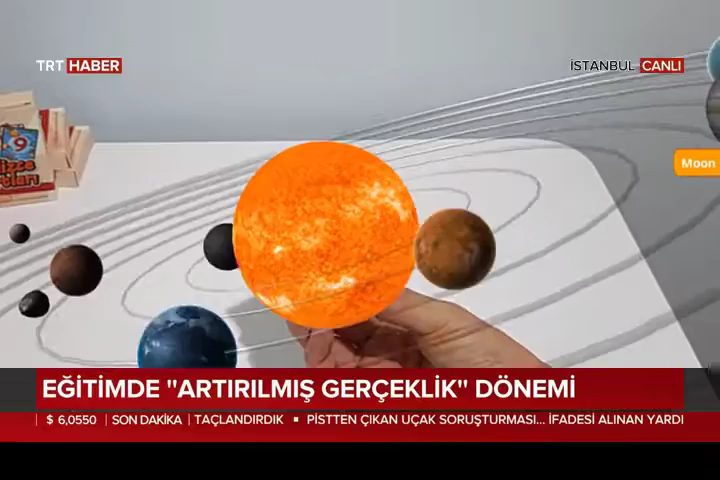 TRT HABER
İSTANBUL CANLI
9
Moon
EĞİTİMDE "ARTIRILMIŞ GERÇEKLİK" DÖNEMİ
$ 6,0550 SON DAKİKA TAÇLANDIRDIK ▪ PİSTTEN ÇIKAN UÇAK SORUŞTURMASI... İFADESİ ALINAN YARDI